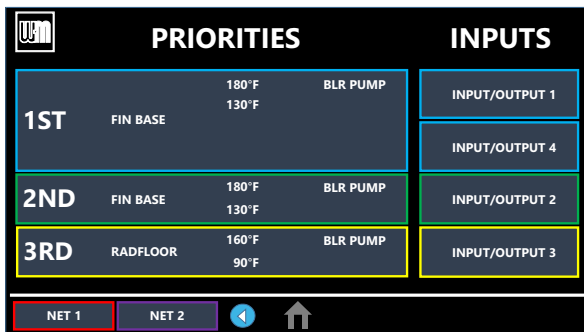 WM
PRIORITIES
INPUTS
1ST
FIN BASE
180°F
BLR PUMP
130°F
INPUT/OUTPUT 1
INPUT/OUTPUT 4
2ND
FIN BASE
180°F
BLR PUMP
130°F
INPUT/OUTPUT 2
3RD
RADFLOOR
160°F
BLR PUMP
90°F
INPUT/OUTPUT 3
NET 1
NET 2